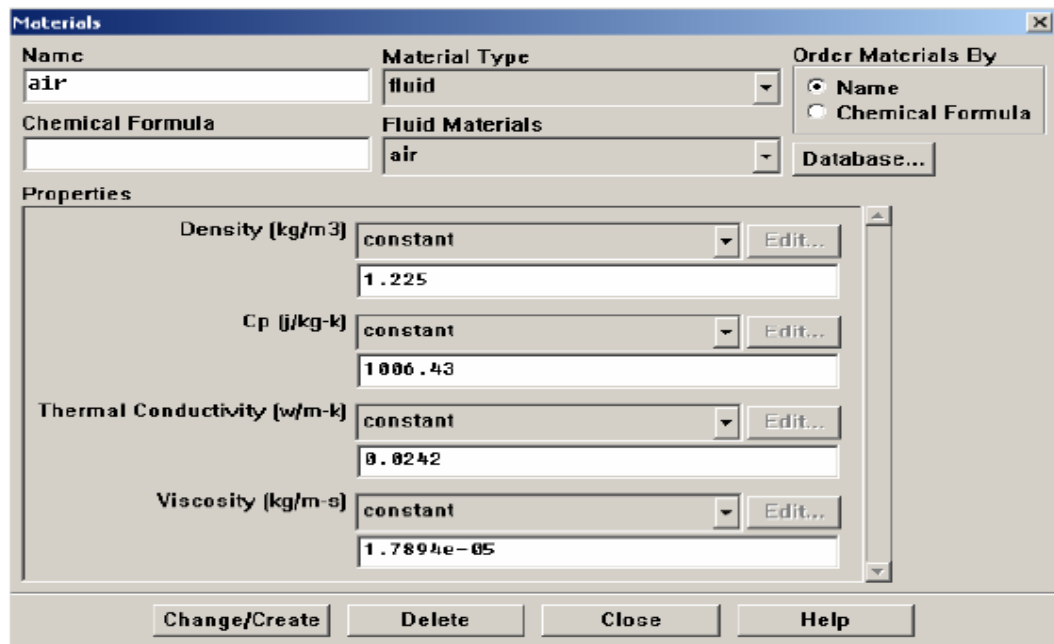 Materials
Name
air
Material Type
fluid
Order Materials By
Name
Chemical Formula
Chemical Formula
Fluid Materials
air
Database...
Properties
Density (kg/m3)
constant
Edit...
1.225
Cp (j/kg-k)
constant
Edit...
1006.43
Thermal Conductivity (w/m-k)
constant
Edit...
0.0242
Viscosity (kg/m-s)
constant
Edit...
1.7894e-05
Change/Create
Delete
Close
Help